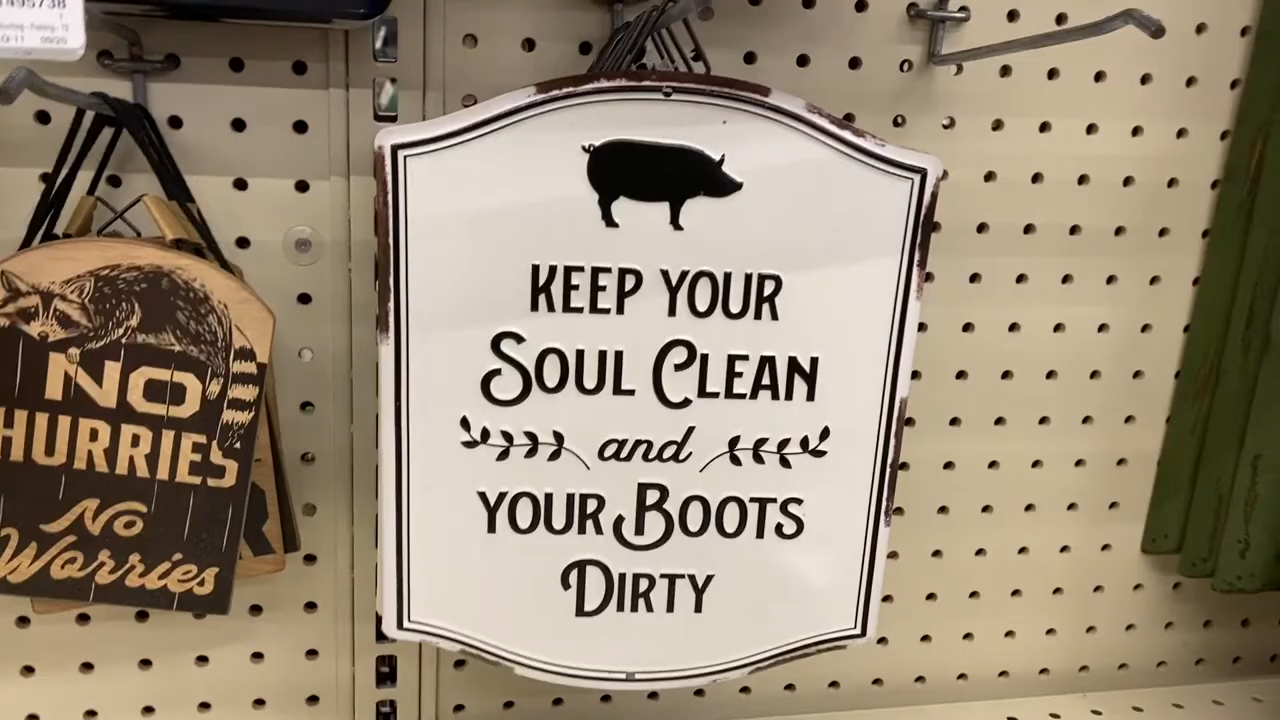 KEEP YOUR
SOUL CLEAN
and
YOUR BOOTS
DIRTY
NO
HURRIES
No
Worries